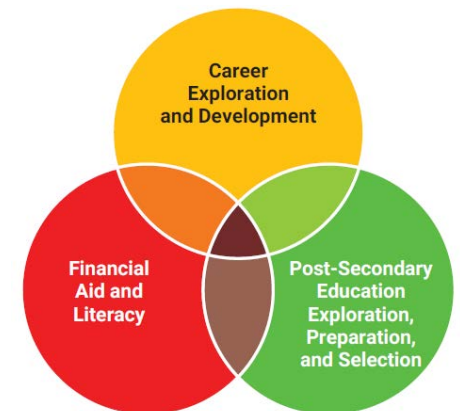 Career
Exploration
and Development
Financial
Aid and
Literacy
Post-Secondary
Education
Exploration,
Preparation,
and Selection